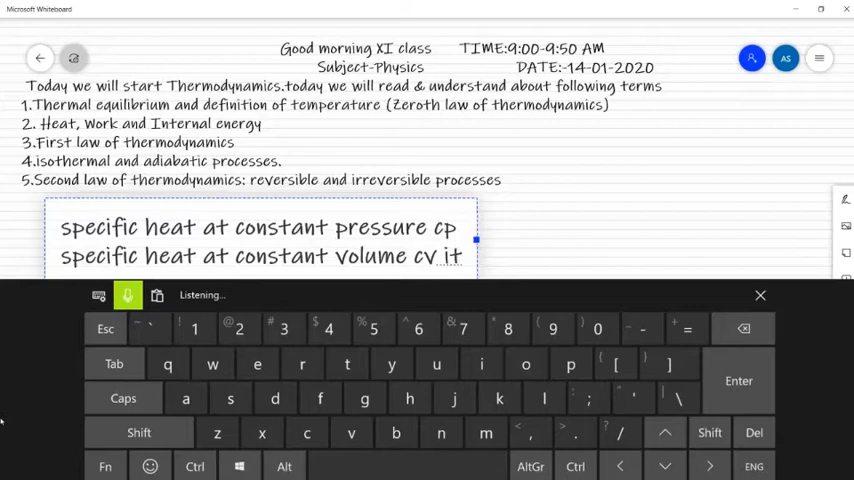 Microsoft Whiteboard
Good morning XI class TIME:9:00-9:50 AM
Subject-Physics DATE:-14-01-2020
AS
Today we will start Thermodynamics.today we will read & understand about following terms
1.Thermal equilibrium and definition of temperature (Zeroth law of thermodynamics)
2. Heat, Work and Internal energy
3.First law of thermodynamics
4.isothermal and adiabatic processes.
5.Second law of thermodynamics: reversible and irreversible processes
specific heat at constant pressure cp
specific heat at constant volume cv it
Listening...
Esc ~ ` ! 1 @ 2 # 3 $ 4 % 5 ^ 6 & 7 * 8 ( 9 ) 0 _ - + =
Tab q w e r t y u i o p { [ } ] Enter
Caps a s d f g h j k l : ; " ' | \
Shift z x c v b n m < , > . ? / Shift Del
Fn Ctrl Alt AltGr Ctrl ENG